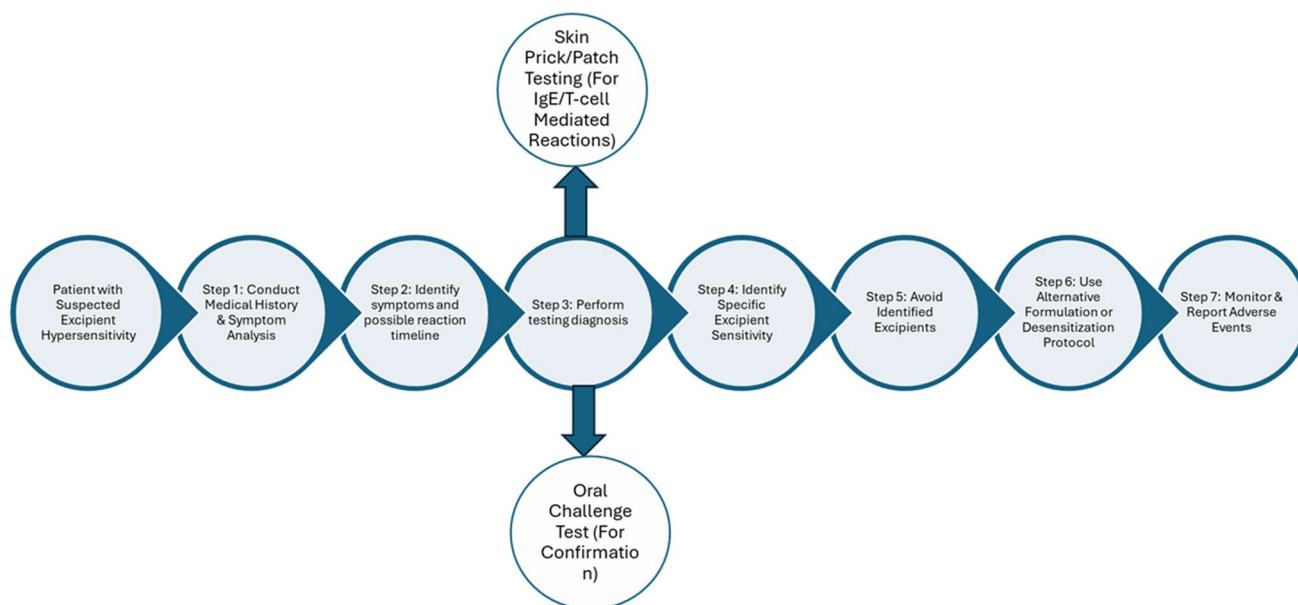 Skin
Prick/Patch
Testing (For
IgE/T-cell
Mediated
Reactions)
Patient with
Suspected
Excipient
Hypersensitivity
Step 1: Conduct
Medical History
& Symptom
Analysis
Step 2: Identify
symptoms and
possible reaction
timeline
Step 3: Perform
testing diagnosis
Step 4: Identify
Specific
Excipient
Sensitivity
Step 5: Avoid
Identified
Excipients
Step 6: Use
Alternative
Formulation or
Desensitization
Protocol
Step 7: Monitor &
Report Adverse
Events
Oral
Challenge
Test (For
Confirmatio
n)